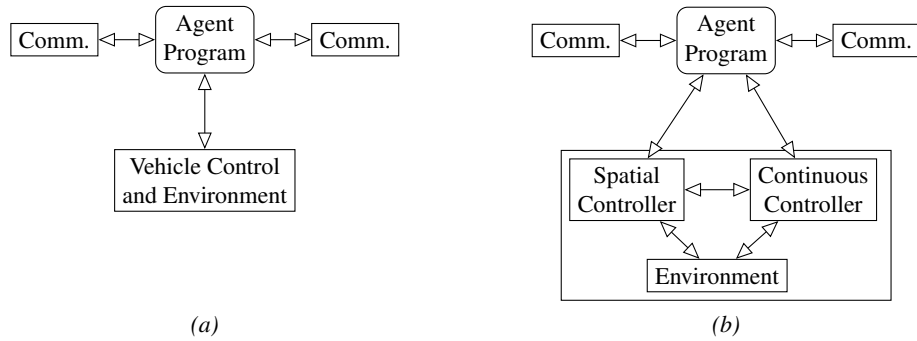 Comm.
Agent
Program
Comm.
Vehicle Control
and Environment
(a)
Comm.
Agent
Program
Comm.
Spatial
Controller
Continuous
Controller
Environment
(b)